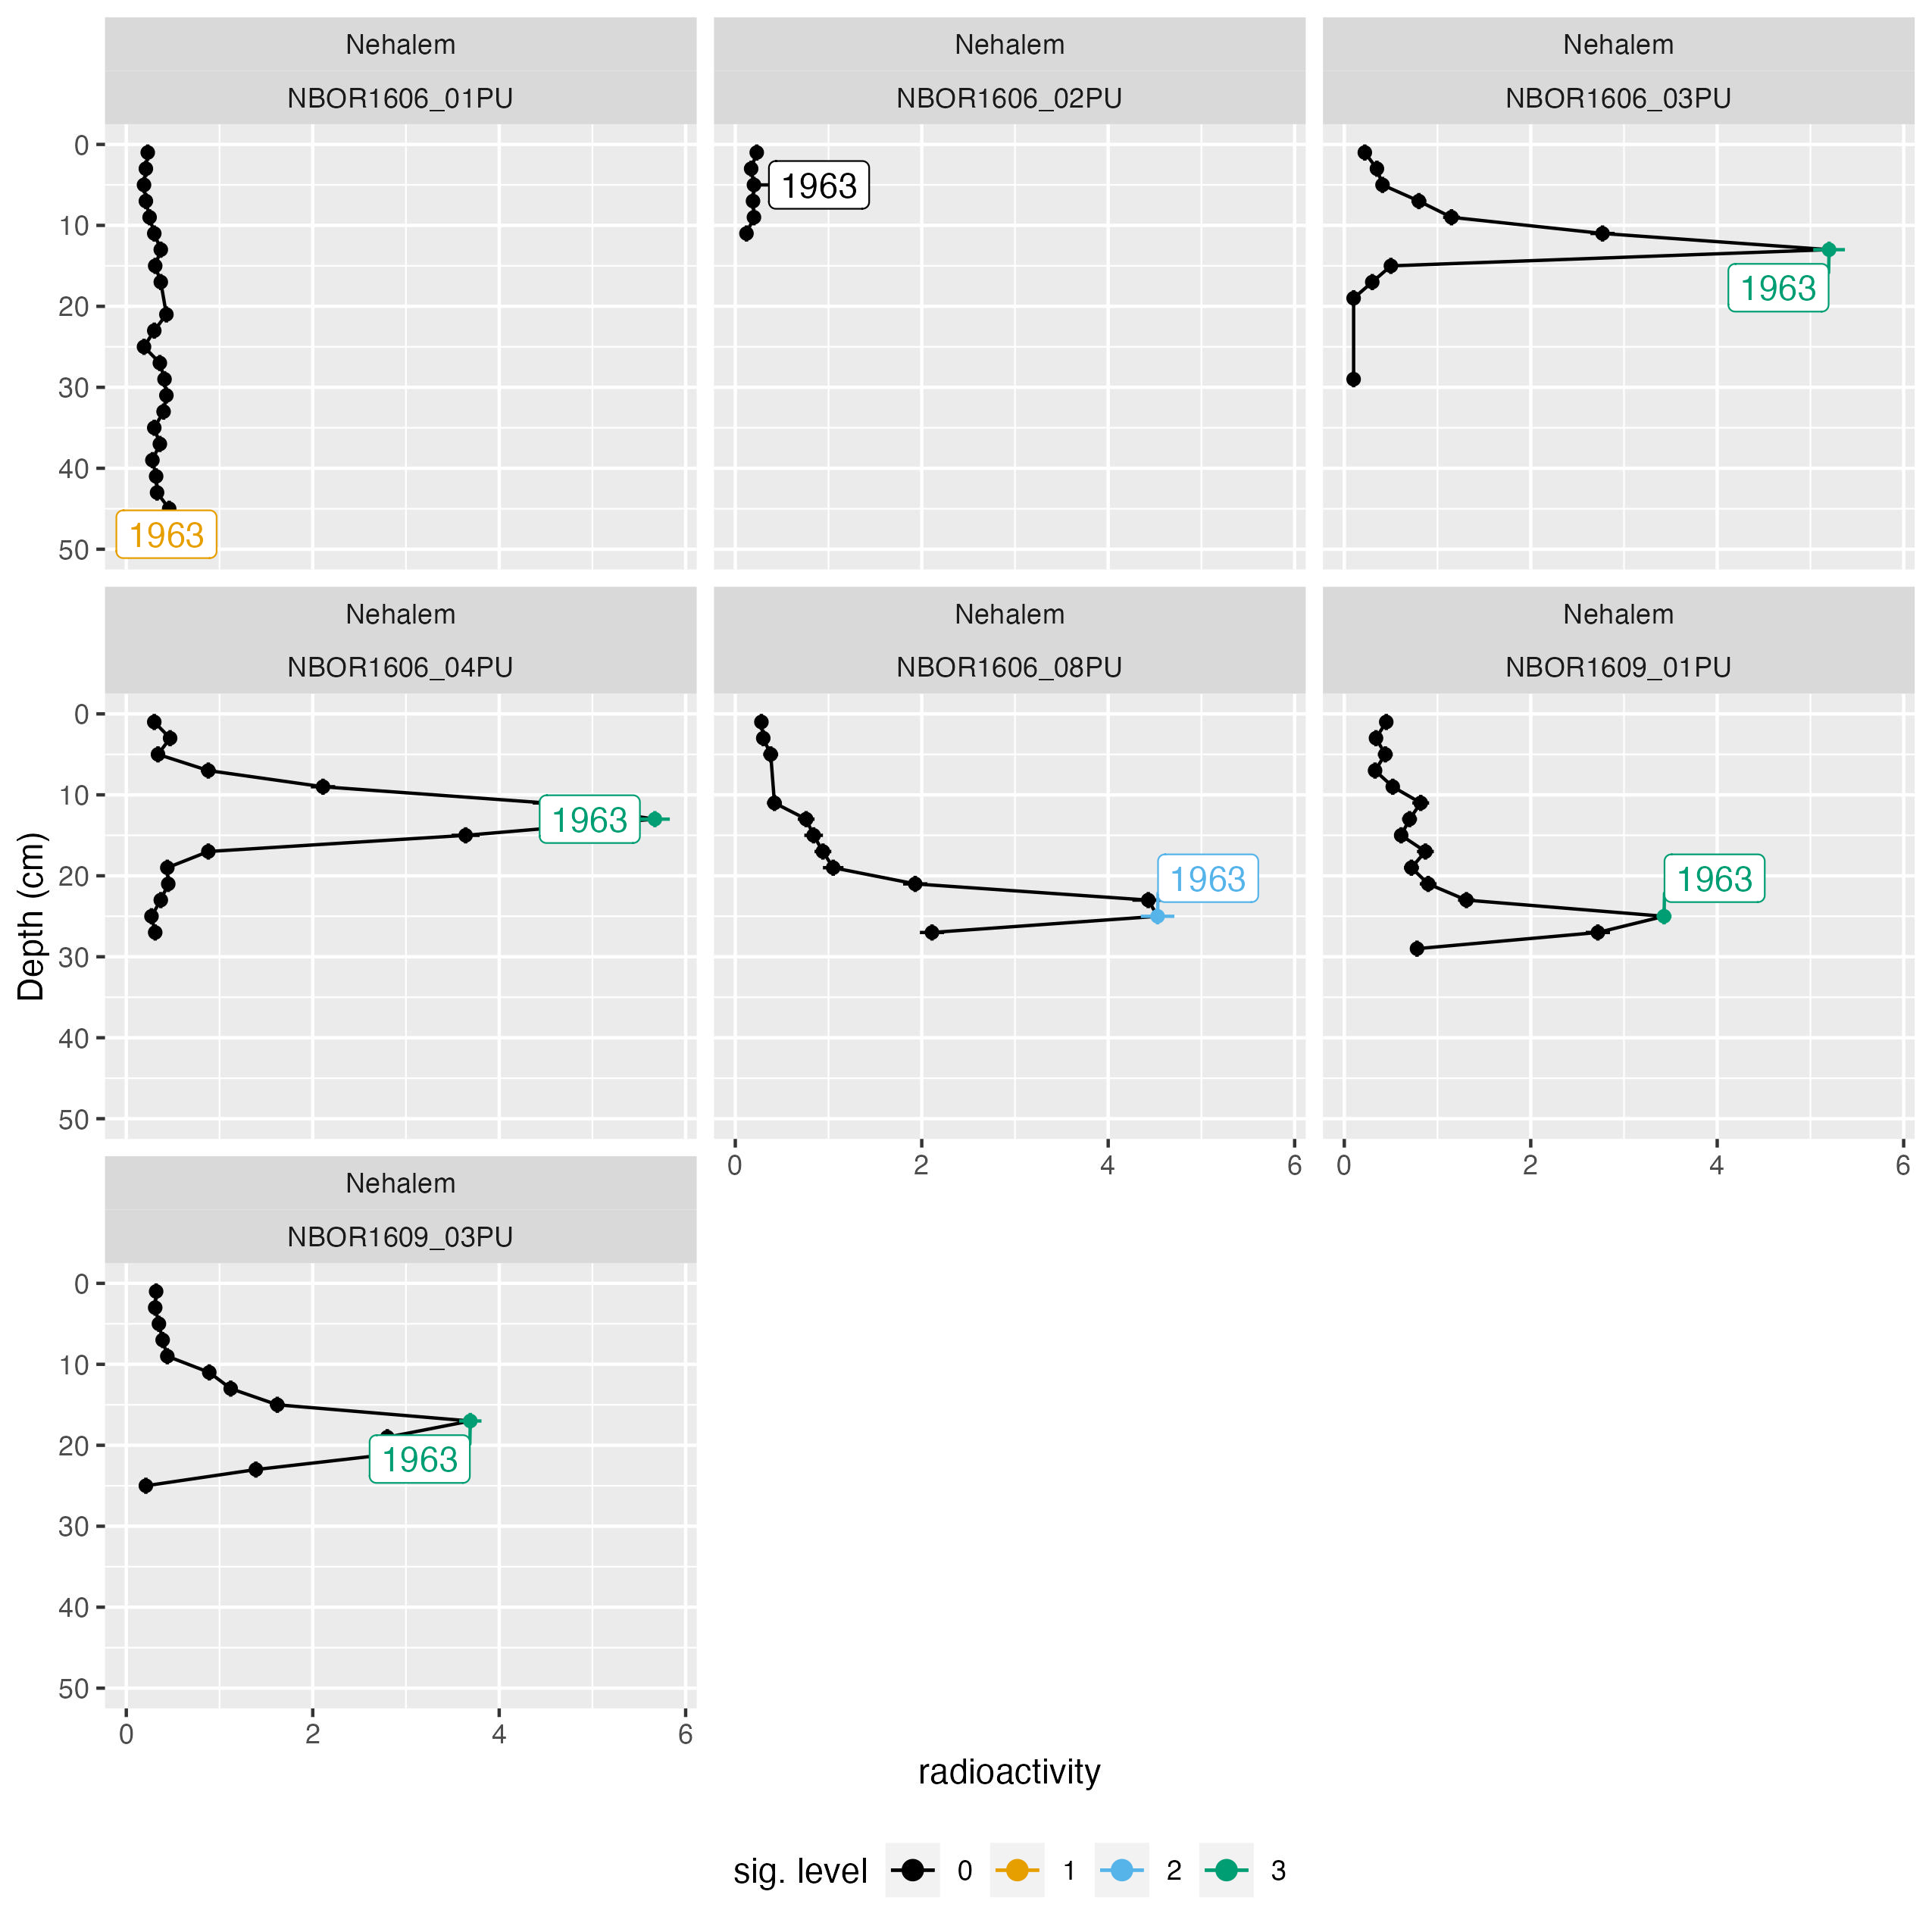 Nehalem
NBOR1606_01PU
Nehalem
NBOR1606_02PU
Nehalem
NBOR1606_03PU
0
10
20
30
40
50
1963
1963
1963
Nehalem
NBOR1606_04PU
Nehalem
NBOR1606_08PU
Nehalem
NBOR1609_01PU
Depth (cm)
0
10
20
30
40
50
1963
1963
1963
0 2 4 6
0 2 4 6
Nehalem
NBOR1609_03PU
0
10
20
30
40
50
1963
0 2 4 6
radioactivity
sig. level 0 1 2 3